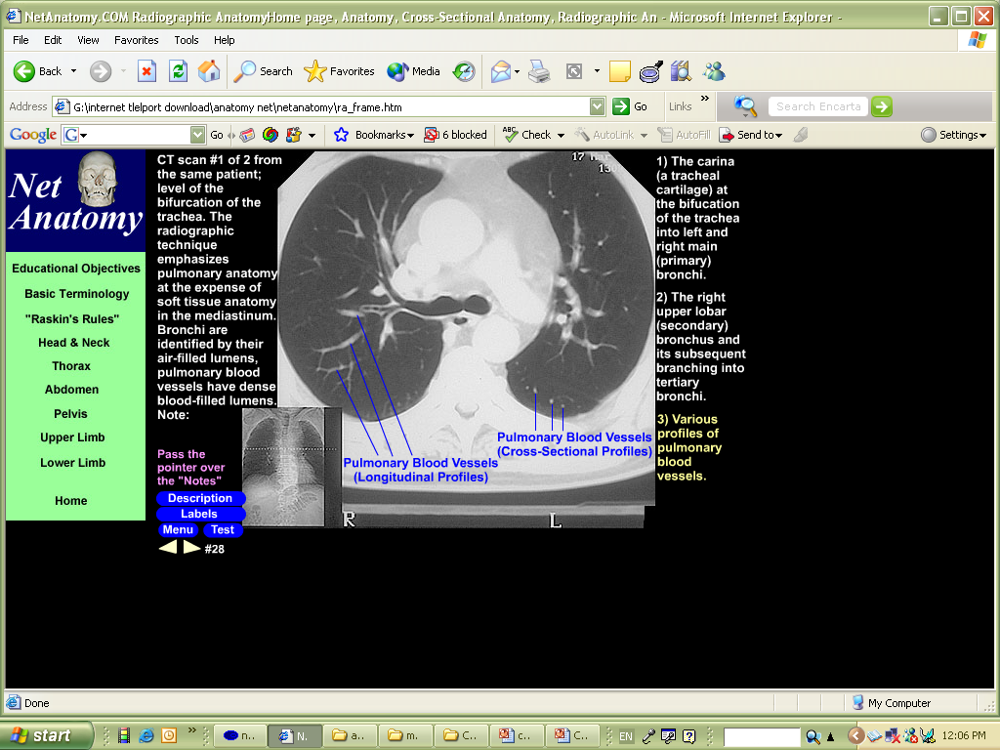 NetAnatomy.COM Radiographic AnatomyHome page, Anatomy, Cross-Sectional Anatomy, Radiographic An - Microsoft Internet Explorer -
File Edit View Favorites Tools Help
Back Search Favorites Media
Address G:\internet tlelport download\anatomy net\netanatomy\ra_frame.htm Go Links » Search Encarta
Google G Go 6 blocked Bookmarks ABC Check AutoLink AutoFill Send to Settings
Net
Anatomy
Educational Objectives
Basic Terminology
"Raskin's Rules"
Head & Neck
Thorax
Abdomen
Pelvis
Upper Limb
Lower Limb
Home
CT scan #1 of 2 from
the same patient;
level of the
bifurcation of the
trachea. The
radiographic
technique
emphasizes
pulmonary anatomy
at the expense of
soft tissue anatomy
in the mediastinum.
Bronchi are
identified by their
air-filled lumens,
pulmonary blood
vessels have dense
blood-filled lumens.
Note:
Pass the
pointer over
the "Notes"
Description
Labels
Menu Test
#28
17
130
Pulmonary Blood Vessels
(Longitudinal Profiles)
Pulmonary Blood Vessels
(Cross-Sectional Profiles)
R
L
1) The carina
(a tracheal
cartilage) at
the bifucation
of the trachea
into left and
right main
(primary)
bronchi.
2) The right
upper lobar
(secondary)
bronchus and
its subsequent
branching into
tertiary
bronchi.
3) Various
profiles of
pulmonary
blood
vessels.
Done My Computer
start » n... N. a... m. C... c... C... EN 12:06 PM